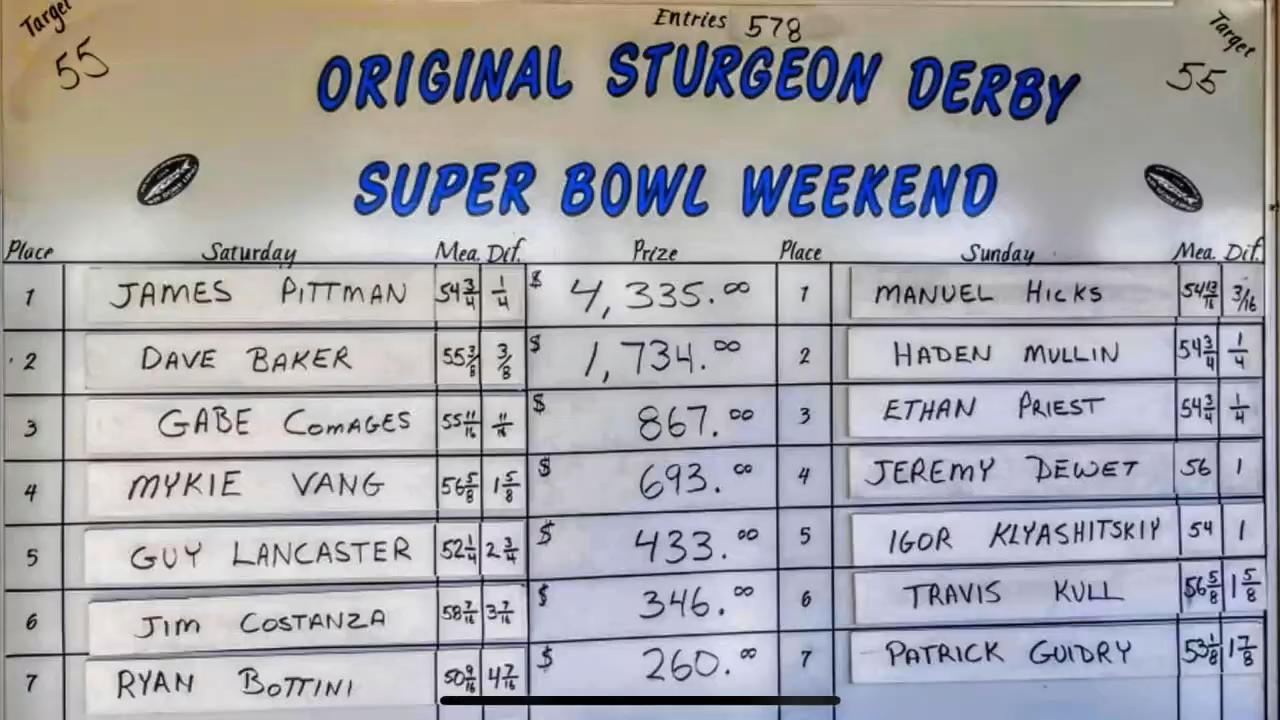 Target 55 Entries 578 Target 55
ORIGINAL STURGEON DERBY
SUPER BOWL WEEKEND
Place Saturday Mea. Dif. Prize Place Sunday Mea. Dif.
1 JAMES PITTMAN 54 3/4 1/4 $ 4,335.00 1 MANUEL HICKS 54 13/16 3/16
2 DAVE BAKER 55 3/8 3/8 $ 1,734.00 2 HADEN MULLIN 54 3/4 1/4
3 GABE COMAGES 55 11/16 11/16 $ 867.00 3 ETHAN PRIEST 54 3/4 1/4
4 MYKIE VANG 56 5/8 1 5/8 $ 693.00 4 JEREMY DEWET 56 1
5 GUY LANCASTER 52 1/4 2 3/4 $ 433.00 5 IGOR KLYASHITSKIY 54 1
6 JIM COSTANZA 58 7/16 3 7/16 $ 346.00 6 TRAVIS KULL 56 5/8 1 5/8
7 RYAN BOTTINI 50 9/16 4 7/16 $ 260.00 7 PATRICK GUIDRY 53 1/8 1 7/8